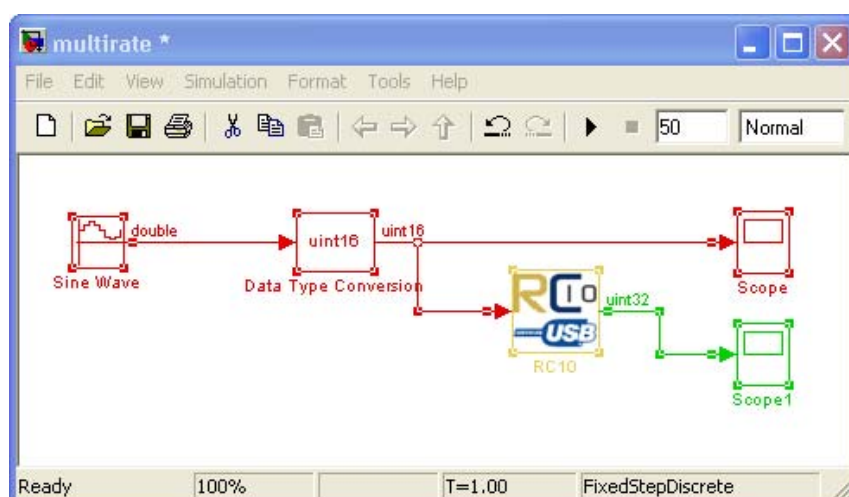 multirate *
File Edit View Simulation Format Tools Help
50 Normal
double
uint16
uint16
Sine Wave
Data Type Conversion
Scope
RC10
USB
uint32
RC10
Scope1
Ready 100% T=1.00 FixedStepDiscrete